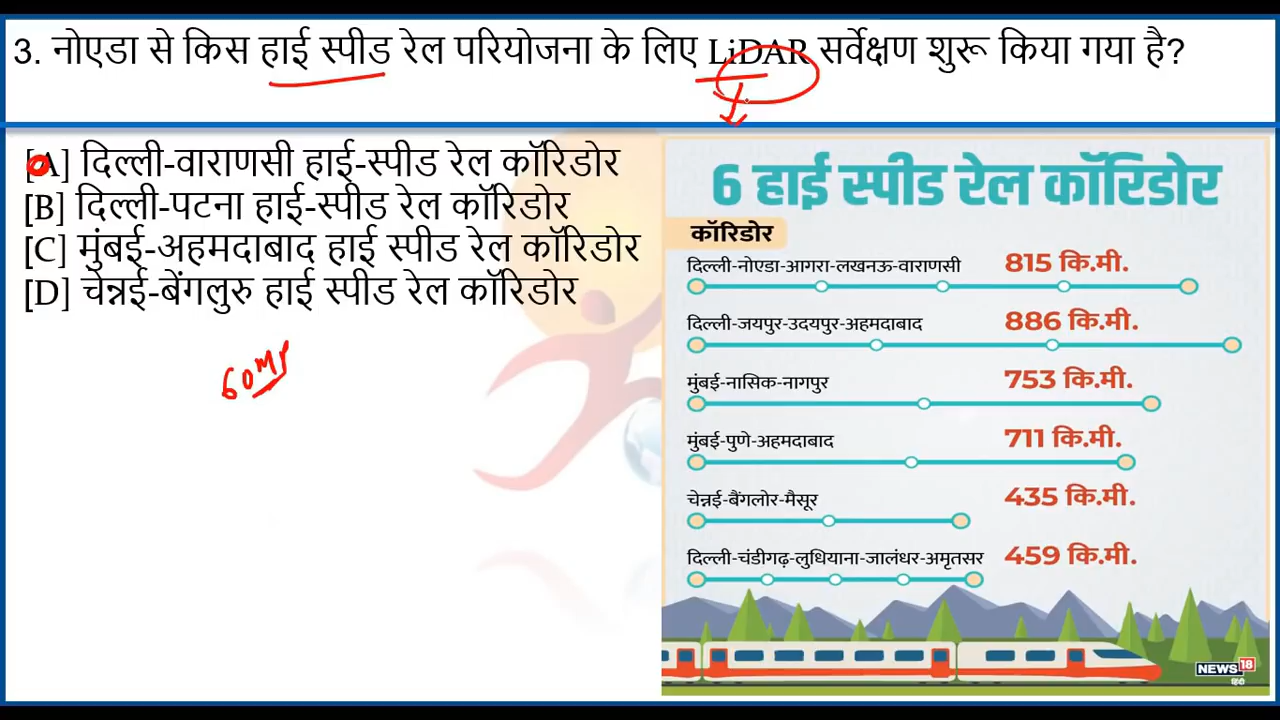 3. नोएडा से किस हाई स्पीड रेल परियोजना के लिए LiDAR सर्वेक्षण शुरू किया गया है?
[A] दिल्ली-वाराणसी हाई-स्पीड रेल कॉरिडोर
[B] दिल्ली-पटना हाई-स्पीड रेल कॉरिडोर
[C] मुंबई-अहमदाबाद हाई स्पीड रेल कॉरिडोर
[D] चेन्नई-बेंगलुरु हाई स्पीड रेल कॉरिडोर
6 हाई स्पीड रेल कॉरिडोर
कॉरिडोर
दिल्ली-नोएडा-आगरा-लखनऊ-वाराणसी 815 कि.मी.
दिल्ली-जयपुर-उदयपुर-अहमदाबाद 886 कि.मी.
मुंबई-नासिक-नागपुर 753 कि.मी.
मुंबई-पुणे-अहमदाबाद 711 कि.मी.
चेन्नई-बैंगलोर-मैसूर 435 कि.मी.
दिल्ली-चंडीगढ़-लुधियाना-जालंधर-अमृतसर 459 कि.मी.
NEWS18
हिंदी